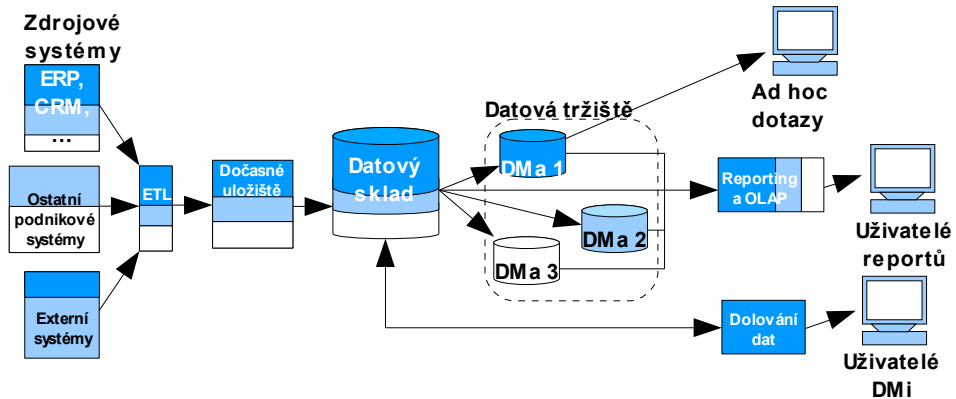 Zdrojové
systémy
ERP,
CRM,
...
Ostatní
podnikové
systémy
Externí
systémy
ETL
Dočasné
uložiště
Datový
sklad
Datová tržiště
DMa 1
DMa 2
DMa 3
Ad hoc
dotazy
Reporting
a OLAP
Uživatelé
reportů
Dolování
dat
Uživatelé
DMi